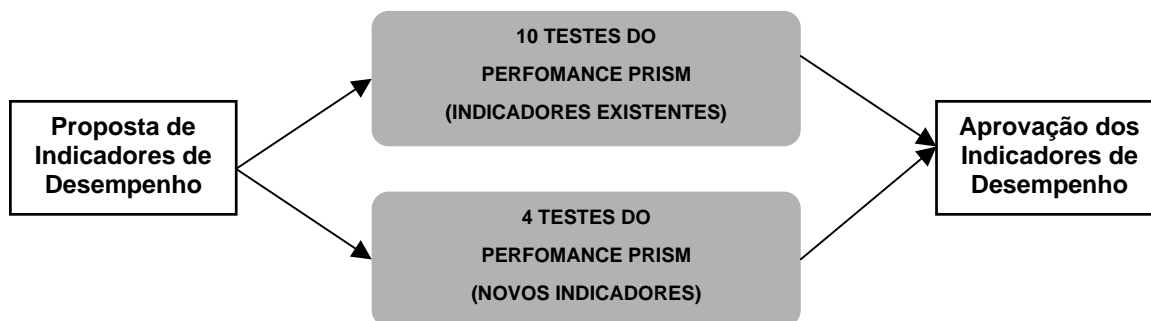 Proposta de
Indicadores de
Desempenho
10 TESTES DO
PERFOMANCE PRISM
(INDICADORES EXISTENTES)
4 TESTES DO
PERFOMANCE PRISM
(NOVOS INDICADORES)
Aprovação dos
Indicadores de
Desempenho